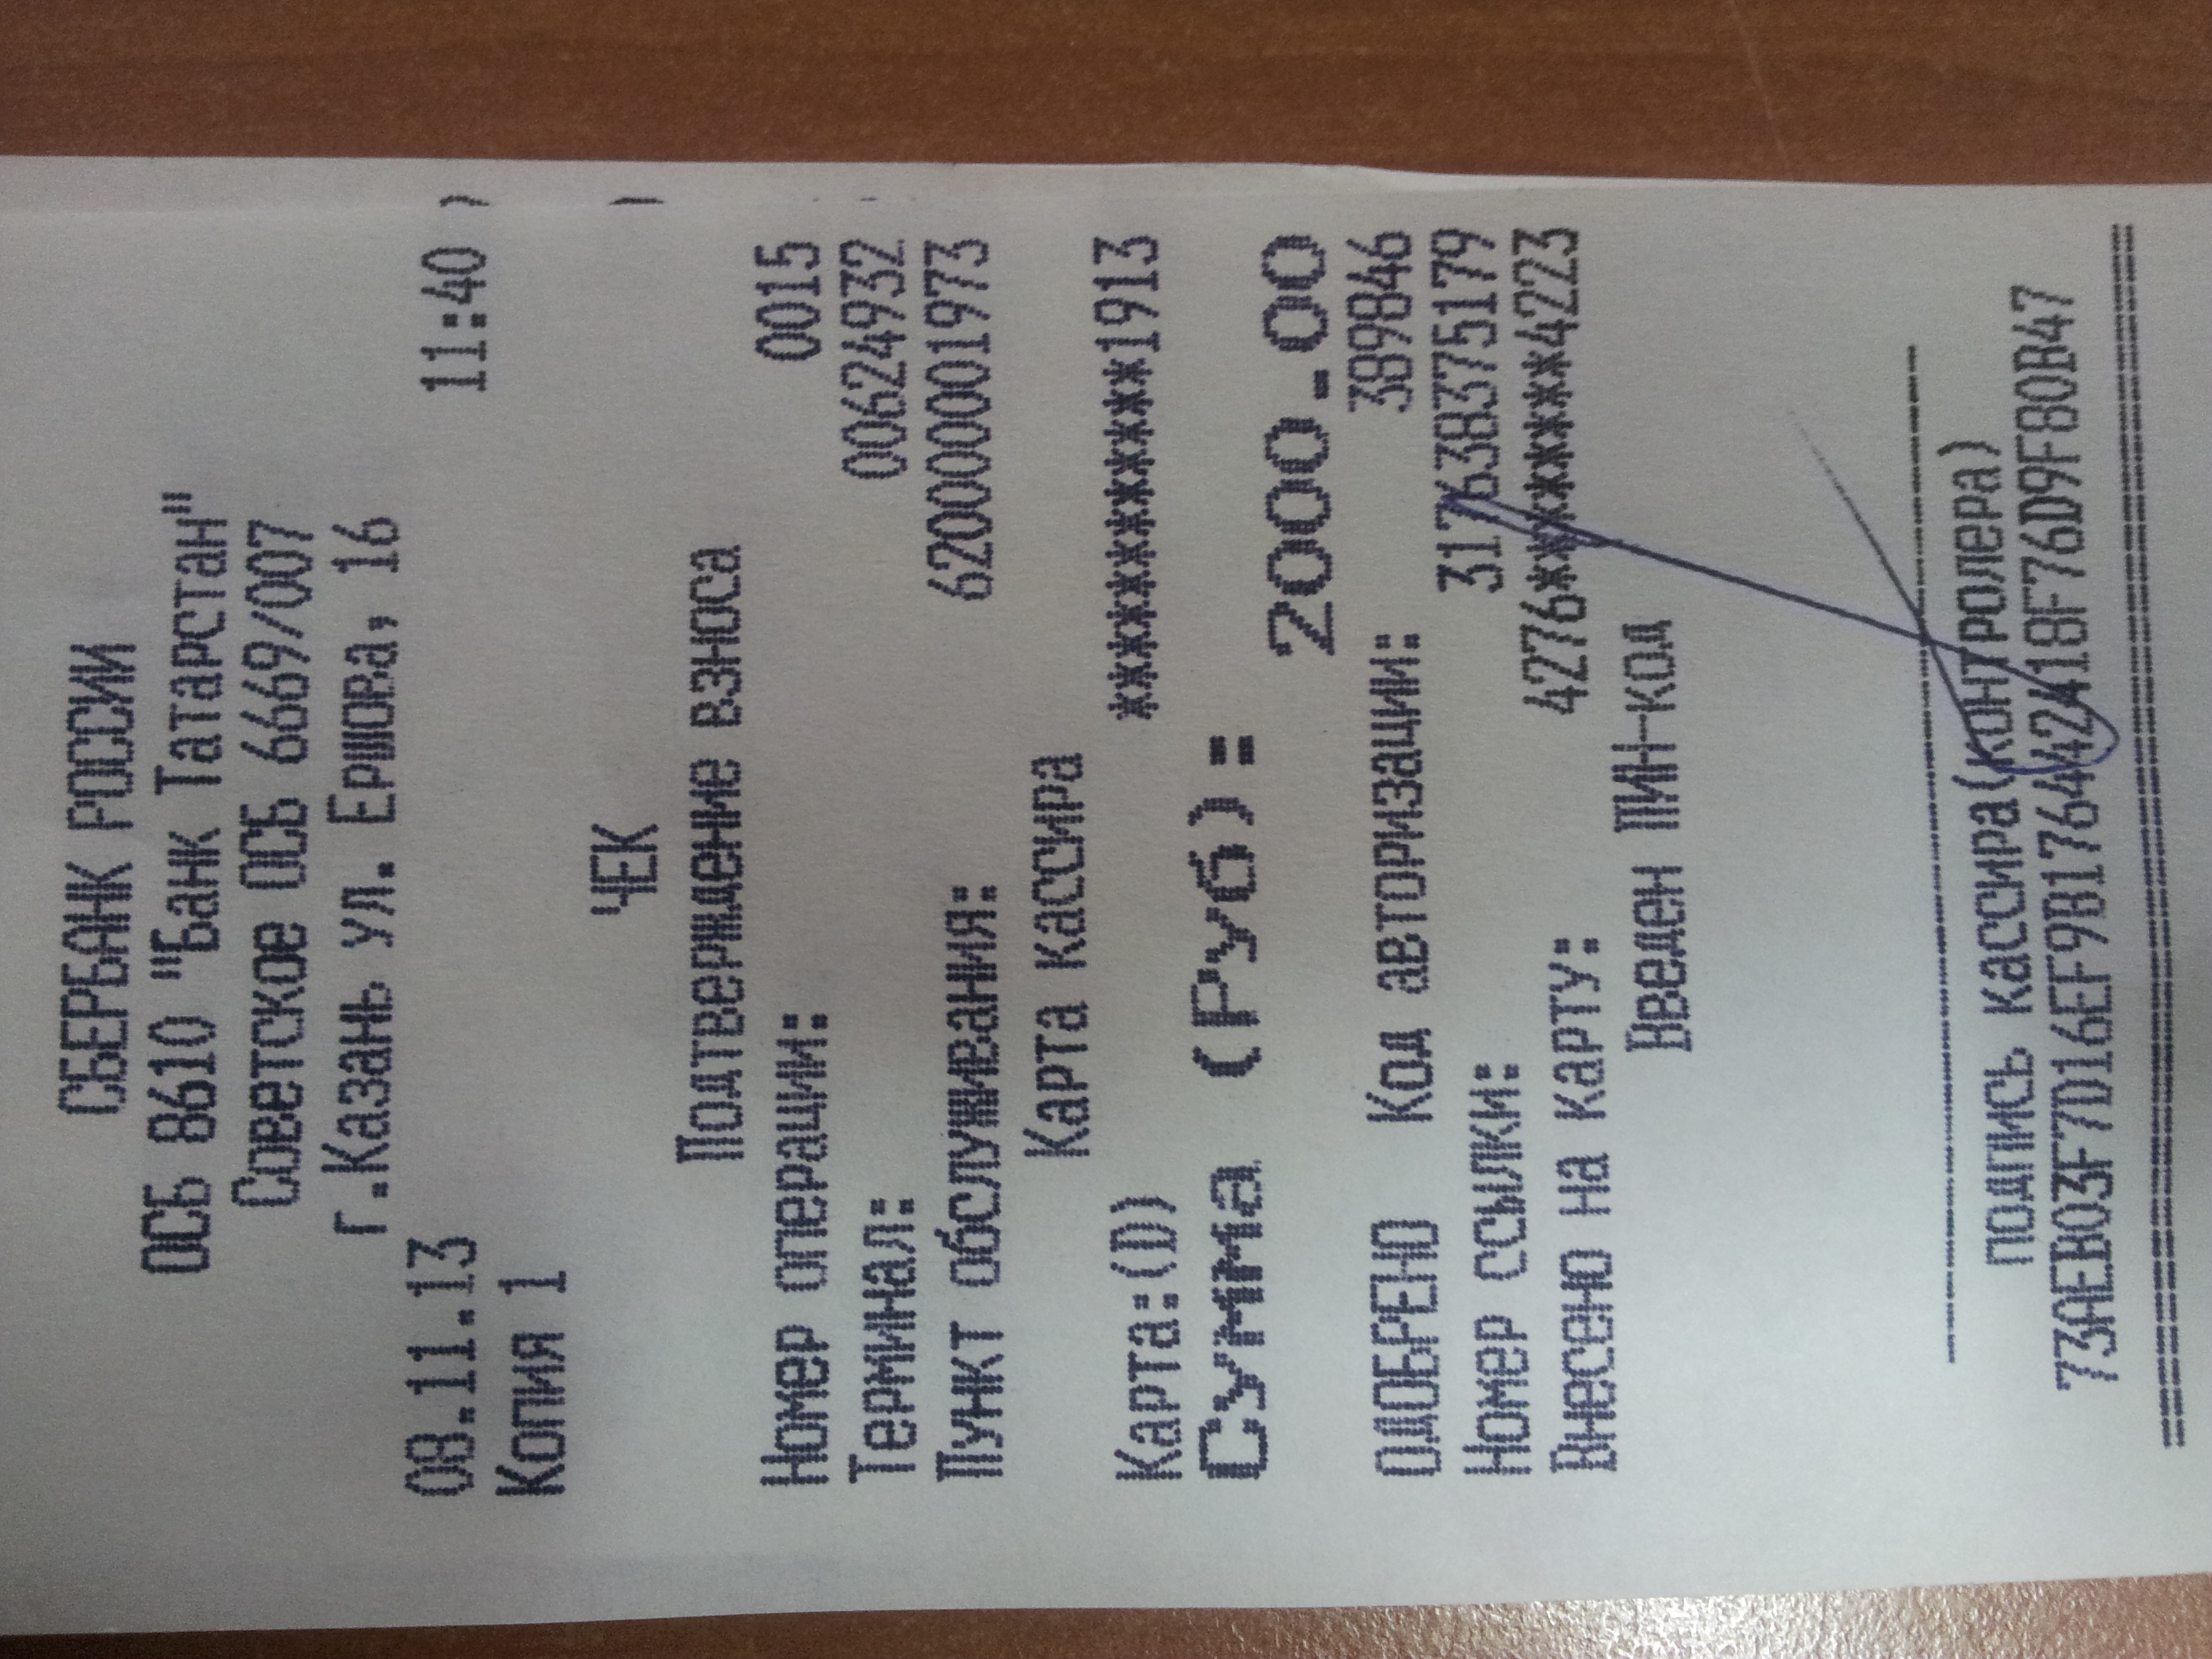 СБЕРБАНК РОССИИ
ОСБ 8610 "Банк Татарстан"
Советское ОСБ 6669/007
г.Казань ул. Ершова, 16
08.11.13 11:40
Копия 1
ЧЕК
Подтверждение взноса
Номер операции: 0015
Терминал: 00624932
Пункт обслуживания: 620000001973
Карта кассира
Карта:(D) ************1913
Сумма (Руб):
2000.00
ОДОБРЕНО Код авторизации: 389846
Номер ссылки: 317638375179
Внесено на карту: 4276********4223
Введен ПИН-код
подпись кассира(контролера)
73AEB03F7D16EF9B176442418F76D9F80B47